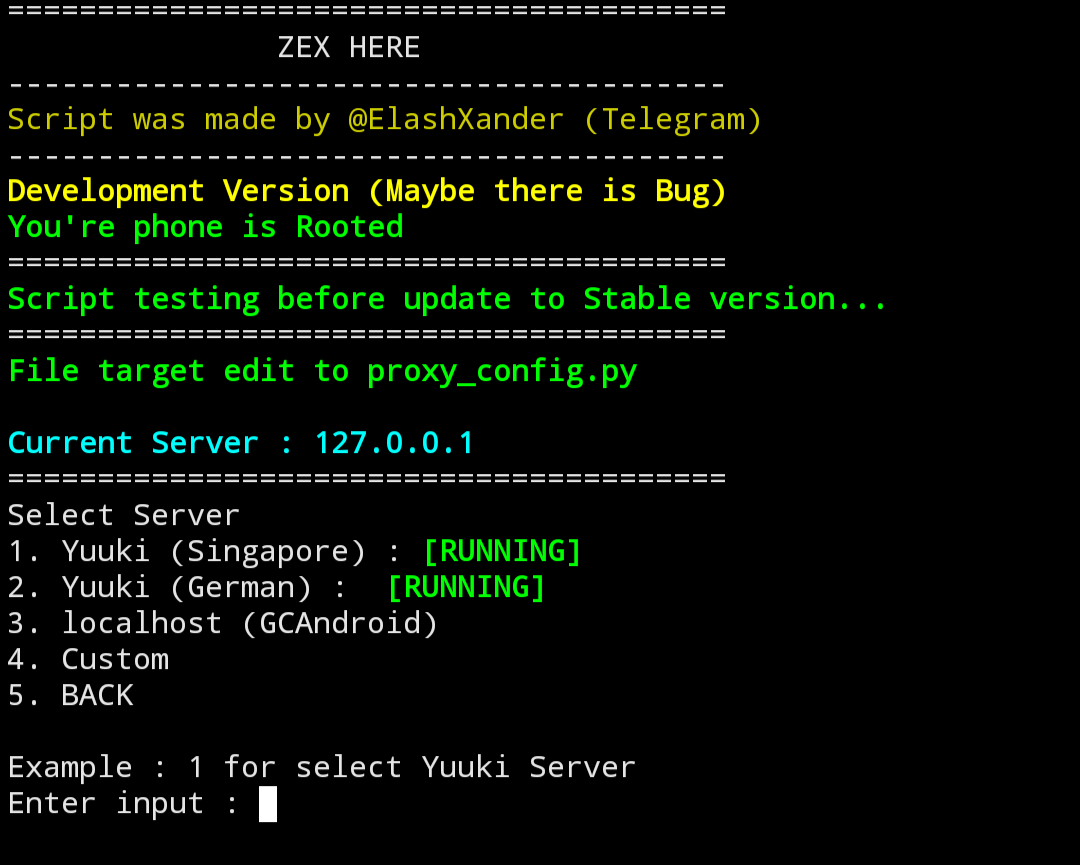 ========================================
ZEX HERE
----------------------------------------
Script was made by @ElashXander (Telegram)
----------------------------------------
Development Version (Maybe there is Bug)
You're phone is Rooted
========================================
Script testing before update to Stable version...
========================================
File target edit to proxy_config.py
Current Server : 127.0.0.1
========================================
Select Server
1. Yuuki (Singapore) : [RUNNING]
2. Yuuki (German) :  [RUNNING]
3. localhost (GCAndroid)
4. Custom
5. BACK
Example : 1 for select Yuuki Server
Enter input :